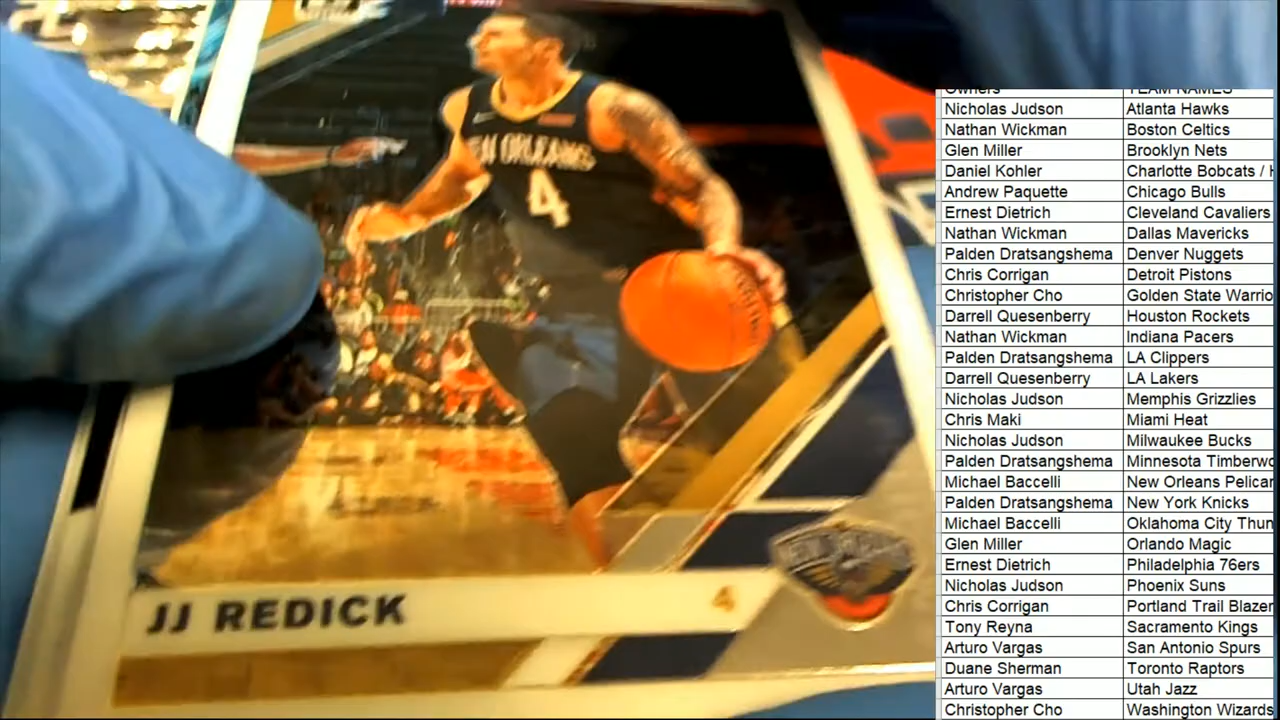 NEW ORLEANS
4
JJ REDICK 4
Owners TEAM NAMES
Nicholas Judson Atlanta Hawks
Nathan Wickman Boston Celtics
Glen Miller Brooklyn Nets
Daniel Kohler Charlotte Bobcats /
Andrew Paquette Chicago Bulls
Ernest Dietrich Cleveland Cavaliers
Nathan Wickman Dallas Mavericks
Palden Dratsangshema Denver Nuggets
Chris Corrigan Detroit Pistons
Christopher Cho Golden State Warrio
Darrell Quesenberry Houston Rockets
Nathan Wickman Indiana Pacers
Palden Dratsangshema LA Clippers
Darrell Quesenberry LA Lakers
Nicholas Judson Memphis Grizzlies
Chris Maki Miami Heat
Nicholas Judson Milwaukee Bucks
Palden Dratsangshema Minnesota Timberwo
Michael Baccelli New Orleans Pelican
Palden Dratsangshema New York Knicks
Michael Baccelli Oklahoma City Thun
Glen Miller Orlando Magic
Ernest Dietrich Philadelphia 76ers
Nicholas Judson Phoenix Suns
Chris Corrigan Portland Trail Blazer
Tony Reyna Sacramento Kings
Arturo Vargas San Antonio Spurs
Duane Sherman Toronto Raptors
Arturo Vargas Utah Jazz
Christopher Cho Washington Wizards